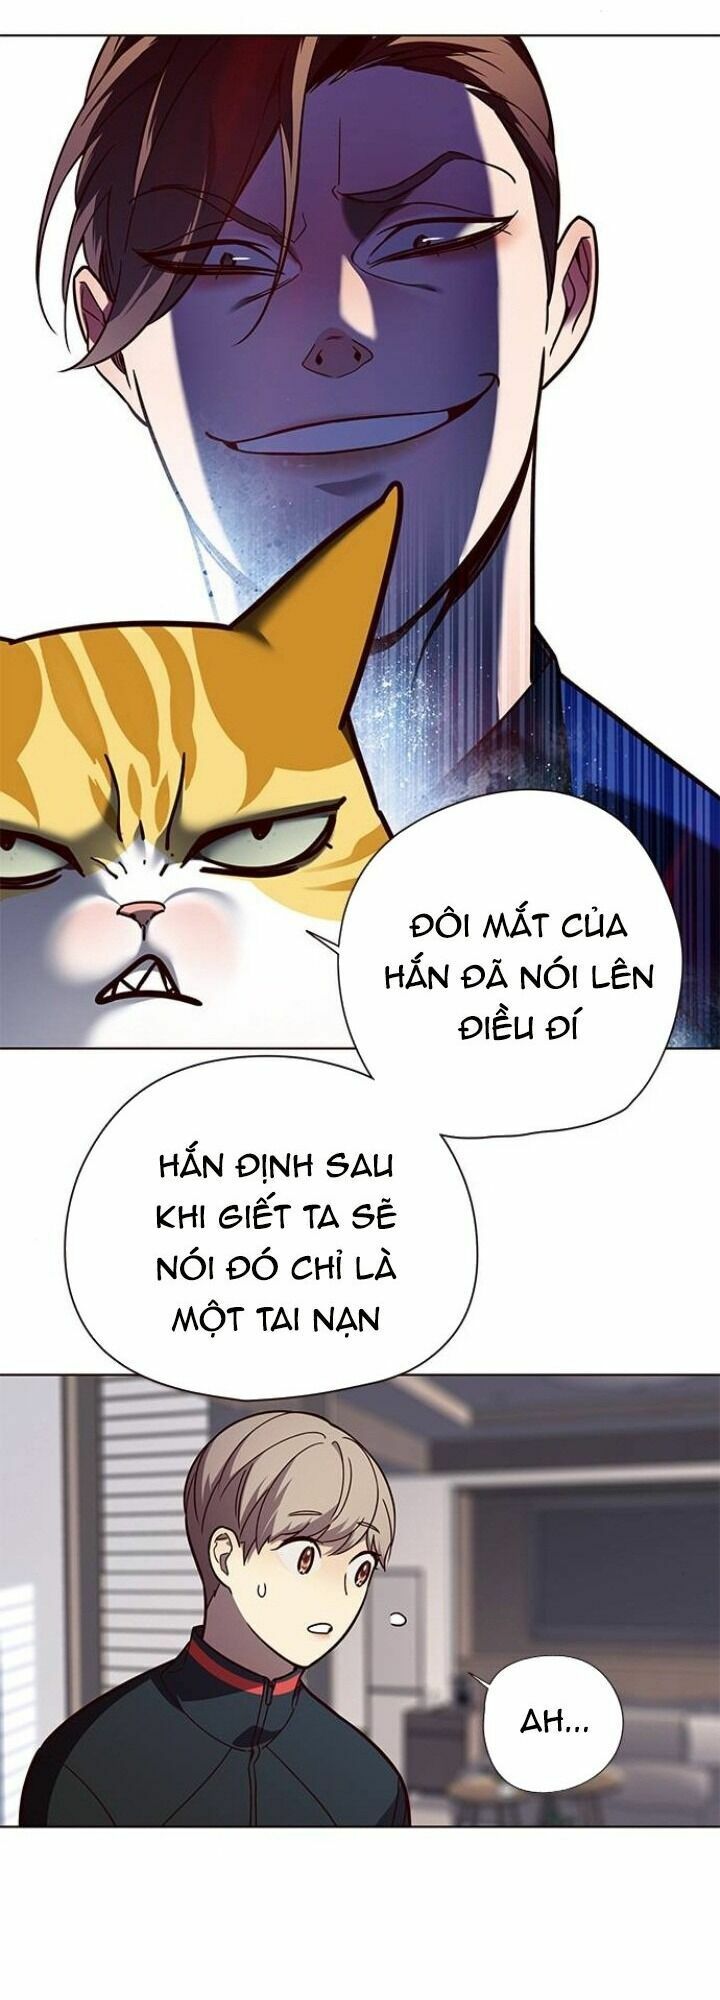 ĐÔI MẮT CỦA
HẮN ĐÃ NÓI LÊN
ĐIỀU ĐÍ
HẮN ĐỊNH SAU
KHI GIẾT TA SẼ
NÓI ĐÓ CHỈ LÀ
MỘT TAI NẠN
AH...